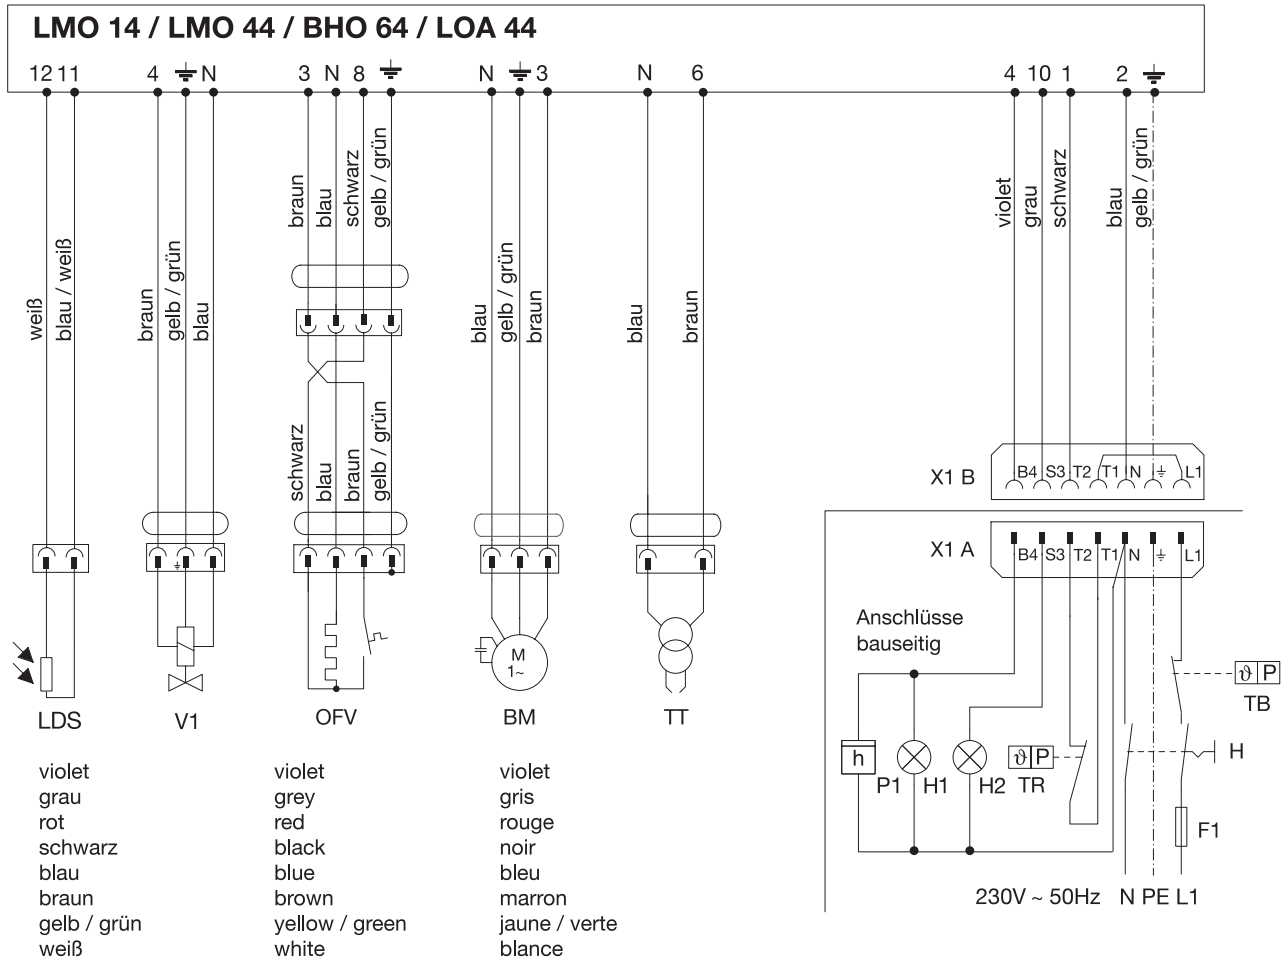 LMO 14 / LMO 44 / BHO 64 / LOA 44
12 11 4 N 3 N 8 N 3 N 6 4 10 1 2
weiß
blau / weiß
braun
gelb / grün
blau
braun
blau
schwarz
gelb / grün
schwarz
blau
braun
gelb / grün
blau
gelb / grün
braun
blau
braun
violet
grau
schwarz
blau
gelb / grün
X1 B
B4 S3 T2 T1 N L1
X1 A
B4 S3 T2 T1 N L1
Anschlüsse
bauseitig
M
1~
LDS
V1
OFV
BM
TT
ϑ P
TB
h
P1
H1
H2
ϑ P
TR
H
F1
230V ~ 50Hz N PE L1
violet
grau
rot
schwarz
blau
braun
gelb / grün
weiß
violet
grey
red
black
blue
brown
yellow / green
white
violet
gris
rouge
noir
bleu
marron
jaune / verte
blance